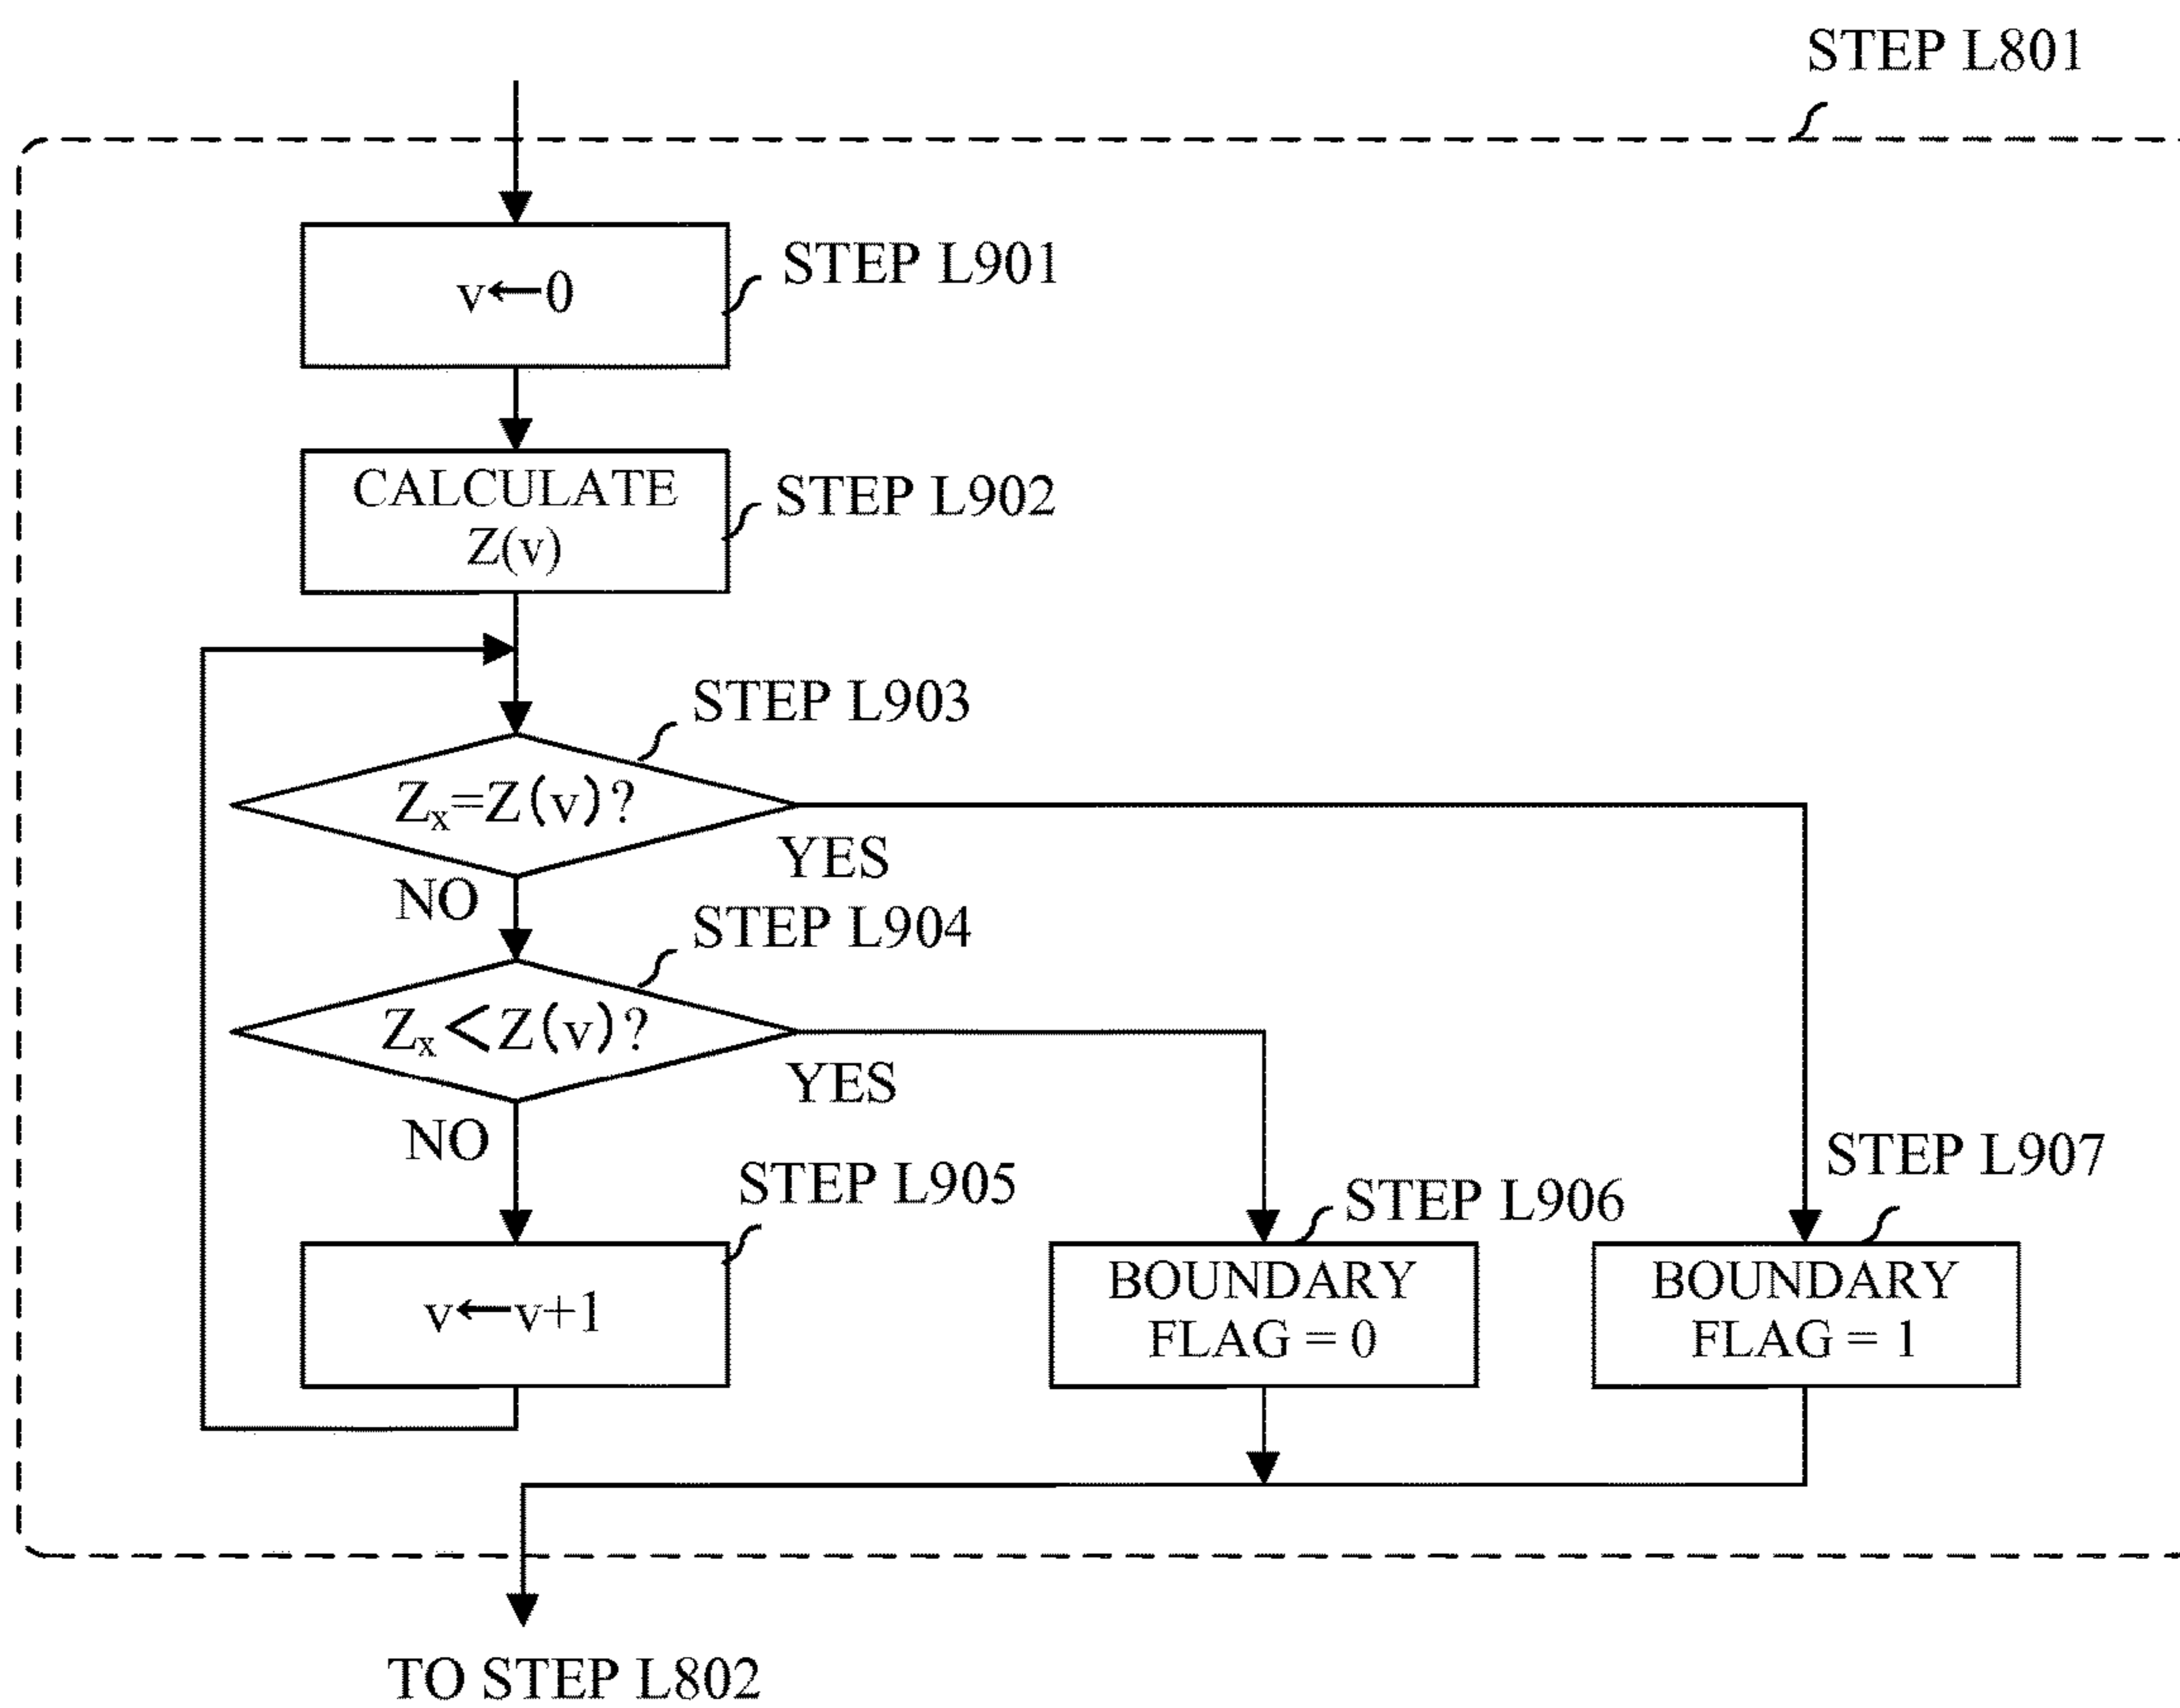 STEP L801
v←0
STEP L901
CALCULATE
Z(v)
STEP L902
STEP L903
Zx=Z(v)?
YES
NO
STEP L904
Zx<Z(v)?
YES
NO
STEP L905
v←v+1
STEP L906
BOUNDARY
FLAG = 0
STEP L907
BOUNDARY
FLAG = 1
TO STEP L802